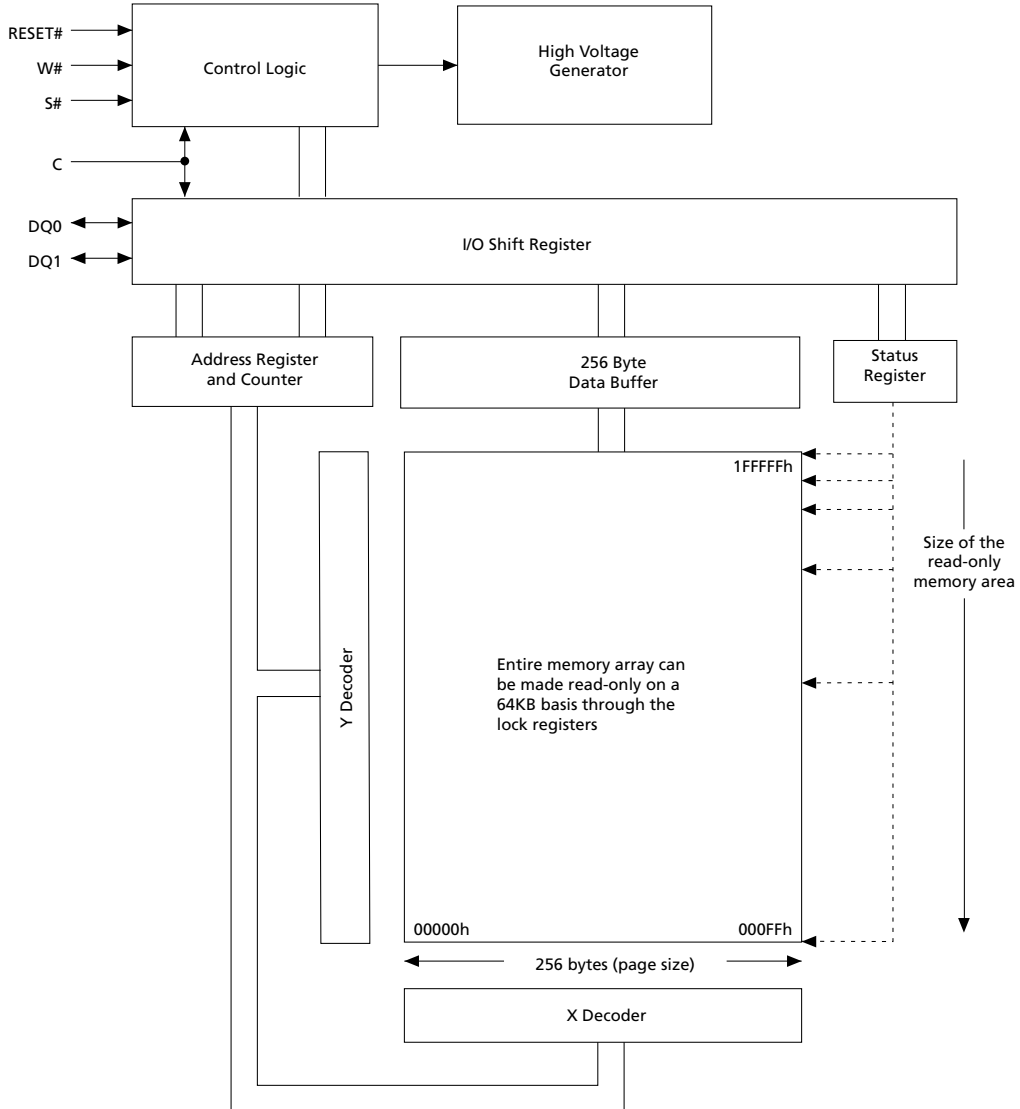 RESET#
W#
S#
C
Control Logic
High Voltage
Generator
DQ0
DQ1
I/O Shift Register
Address Register
and Counter
256 Byte
Data Buffer
Status
Register
Y Decoder
1FFFFFh
Entire memory array can
be made read-only on a
64KB basis through the
lock registers
00000h
000FFh
Size of the
read-only
memory area
256 bytes (page size)
X Decoder